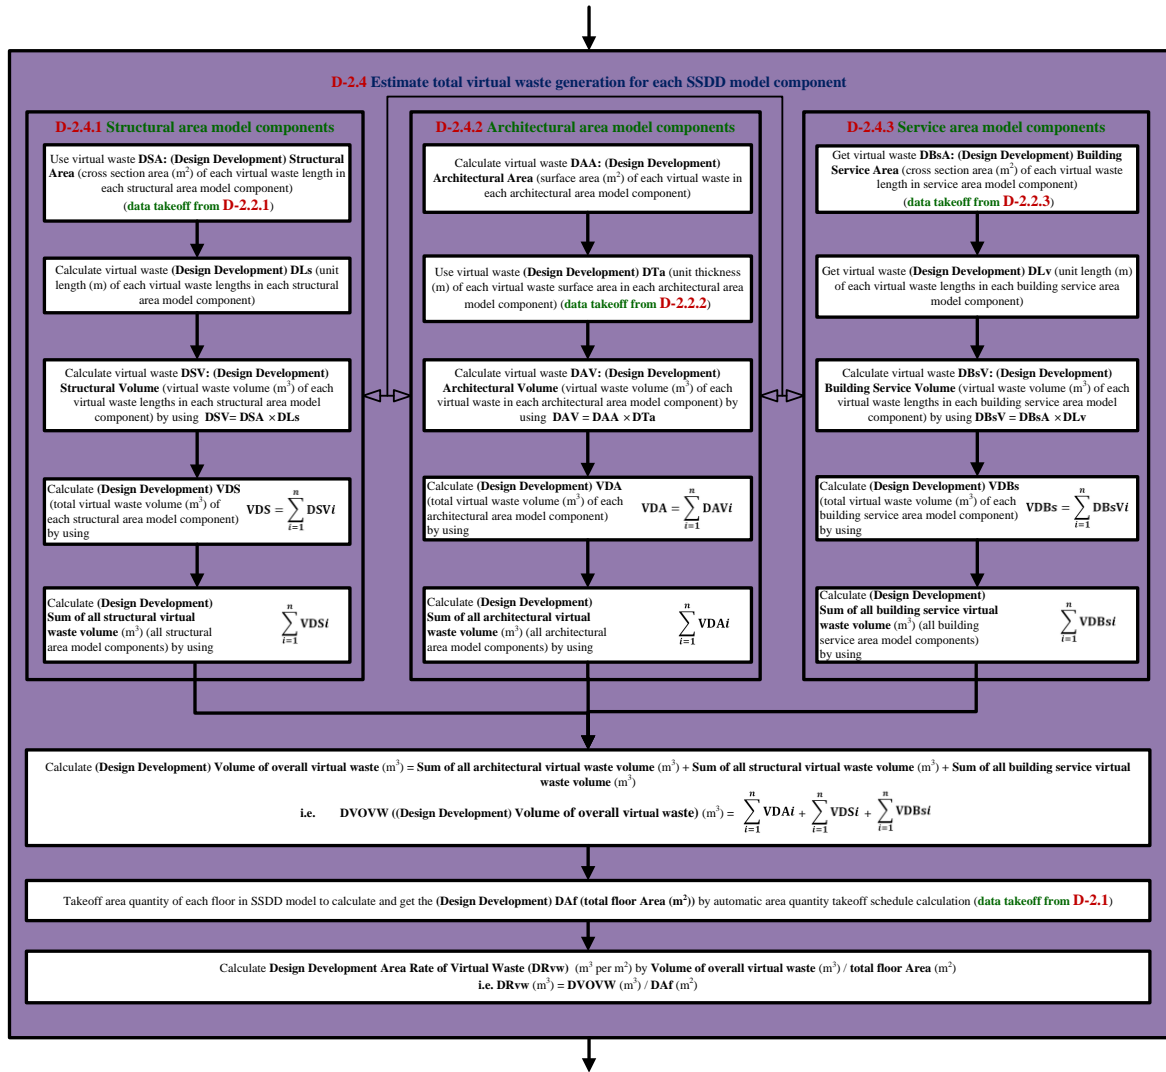 D-2.4 Estimate total virtual waste generation for each SSDD model component
D-2.4.1 Structural area model components
Use virtual waste DSA: (Design Development) Structural
Area (cross section area (m²) of each virtual waste length in
each structural area model component)
(data takeoff from D-2.2.1)
Calculate virtual waste (Design Development) DLs (unit
length (m) of each virtual waste lengths in each structural
area model component)
Calculate virtual waste DSV: (Design Development)
Structural Volume (virtual waste volume (m³) of each
virtual waste lengths in each structural area model
component) by using DSV= DSA ×DLs
Calculate (Design Development) VDS
(total virtual waste volume (m³) of
each structural area model component)
by using
VDS = ∑_{i=1}^{n} DSVi
Calculate (Design Development)
Sum of all structural virtual
waste volume (m³) (all structural
area model components) by using
∑_{i=1}^{n} VDSi
D-2.4.2 Architectural area model components
Calculate virtual waste DAA: (Design Development)
Architectural Area (surface area (m²) of each virtual waste in
each architectural area model component)
Use virtual waste (Design Development) DTa (unit thickness
(m) of each virtual waste surface area in each architectural area
model component) (data takeoff from D-2.2.2)
Calculate virtual waste DAV: (Design Development)
Architectural Volume (virtual waste volume (m³) of each
virtual waste in each architectural area model component) by
using DAV = DAA ×DTa
Calculate (Design Development) VDA
(total virtual waste volume (m³) of each
architectural area model component)
by using
VDA = ∑_{i=1}^{n} DAVi
Calculate (Design Development)
Sum of all architectural virtual
waste volume (m³) (all architectural
area model components) by using
∑_{i=1}^{n} VDAi
D-2.4.3 Service area model components
Get virtual waste DBsA: (Design Development) Building
Service Area (cross section area (m²) of each virtual waste
length in service area model component)
(data takeoff from D-2.2.3)
Get virtual waste (Design Development) DLv (unit length (m)
of each virtual waste lengths in each building service area
model component)
Calculate virtual waste DBsV: (Design Development)
Building Service Volume (virtual waste volume (m³) of each
virtual waste lengths in each building service area model
component) by using DBsV = DBsA ×DLv
Calculate (Design Development) VDBs
(total virtual waste volume (m³) of each
building service area model component)
by using
VDBs = ∑_{i=1}^{n} DBsVi
Calculate (Design Development)
Sum of all building service virtual
waste volume (m³) (all building
service area model components)
by using
∑_{i=1}^{n} VDBsi
Calculate (Design Development) Volume of overall virtual waste (m³) = Sum of all architectural virtual waste volume (m³) + Sum of all structural virtual waste volume (m³) + Sum of all building service virtual
waste volume (m³)
i.e. DVOVW ((Design Development) Volume of overall virtual waste) (m³) = ∑_{i=1}^{n} VDAi + ∑_{i=1}^{n} VDSi + ∑_{i=1}^{n} VDBsi
Takeoff area quantity of each floor in SSDD model to calculate and get the (Design Development) DAf (total floor Area (m²)) by automatic area quantity takeoff schedule calculation (data takeoff from D-2.1)
Calculate Design Development Area Rate of Virtual Waste (DRvw) (m³ per m²) by Volume of overall virtual waste (m³) / total floor Area (m²)
i.e. DRvw (m³) = DVOVW (m³) / DAf (m²)